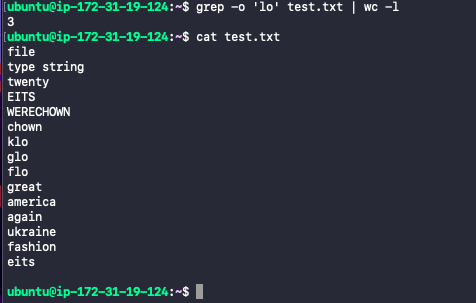 [ubuntu@ip-172-31-19-124:~$ grep -o 'lo' test.txt | wc -l
3
[ubuntu@ip-172-31-19-124:~$ cat test.txt
file
type string
twenty
EITS
WERECHOWN
chown
klo
glo
flo
great
america
again
ukraine
fashion
eits
ubuntu@ip-172-31-19-124:~$